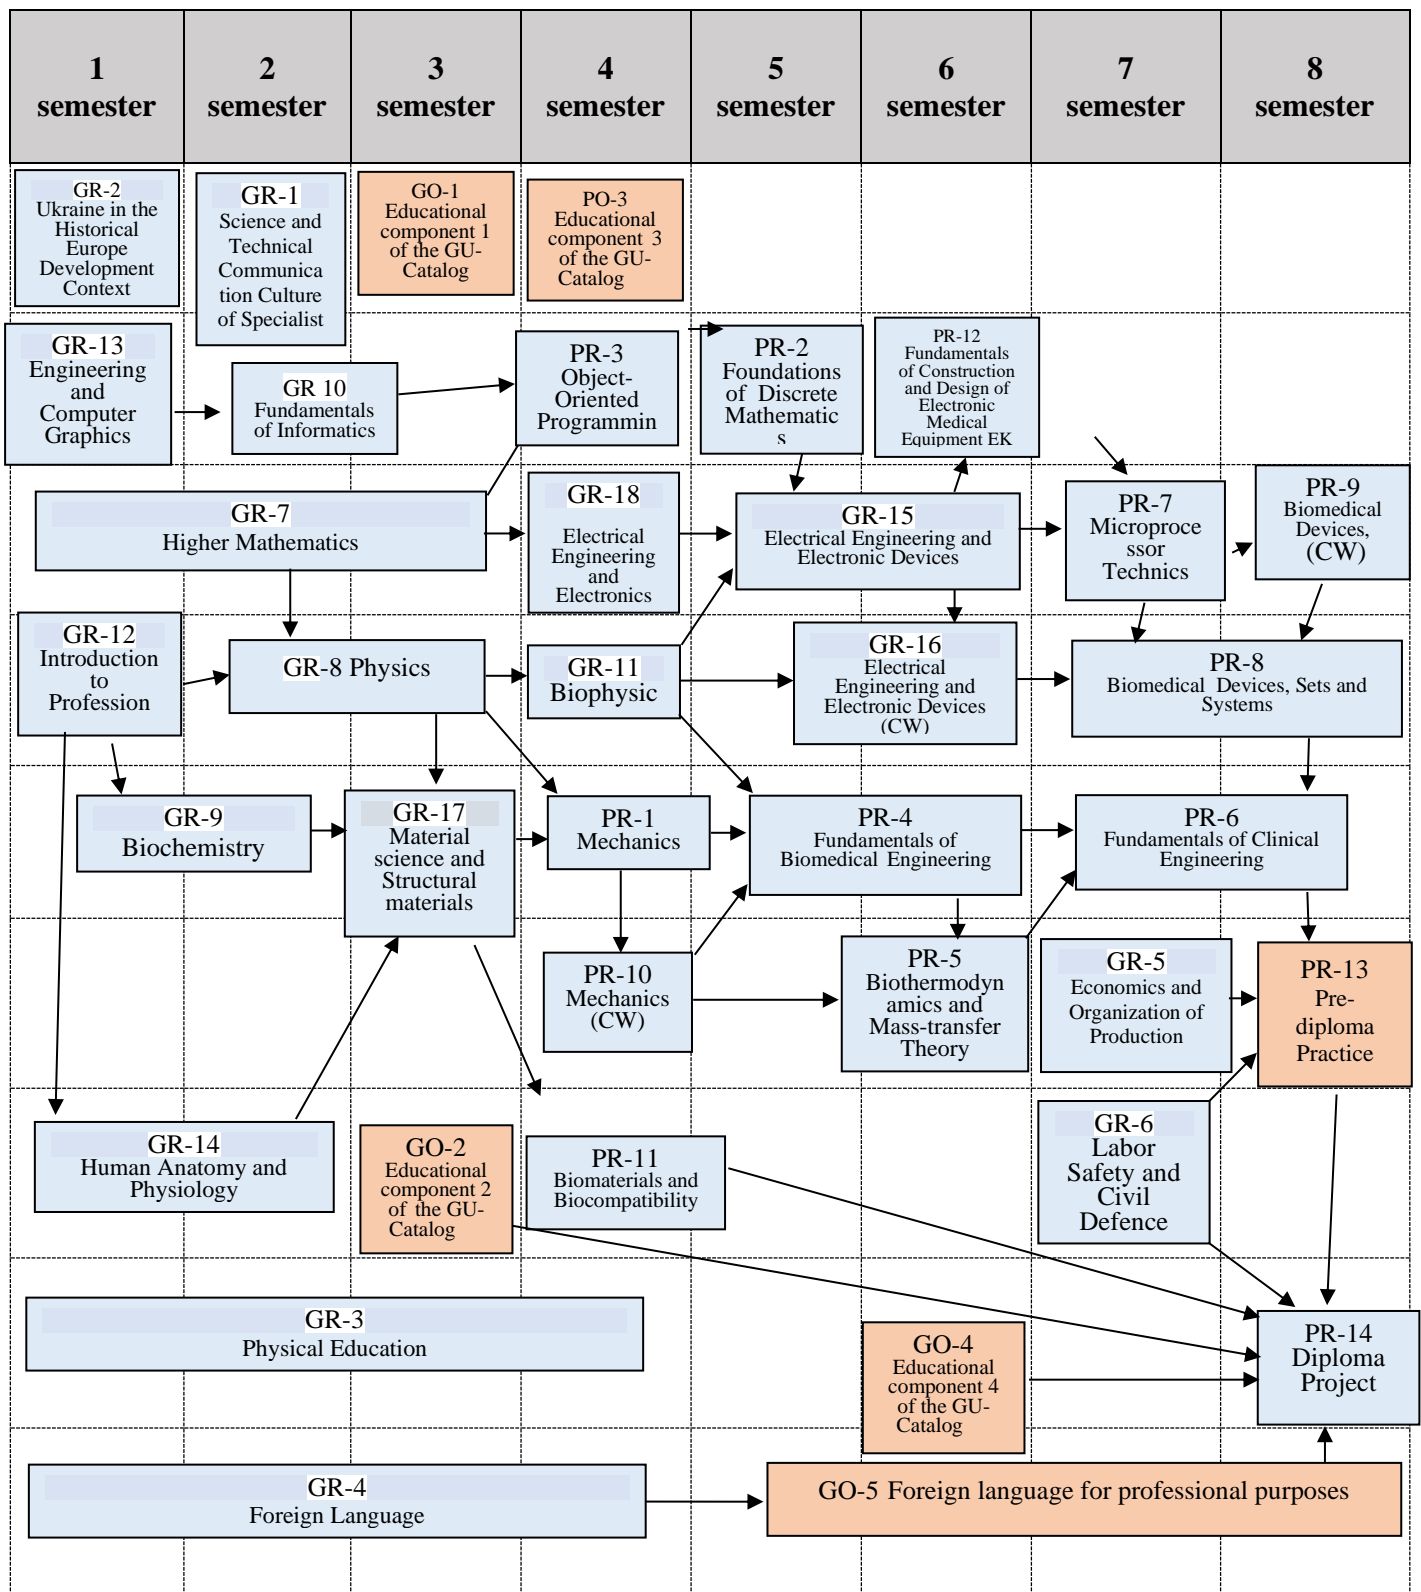 1
semester
2
semester
3
semester
4
semester
5
semester
6
semester
7
semester
8
semester
GR-2
Ukraine in the
Historical
Europe
Development
Context
GR-1
Science and
Technical
Communica
tion Culture
of Specialist
GO-1
Educational
component 1
of the GU-
Catalog
PO-3
Educational
component 3
of the GU-
Catalog
GR-13
Engineering
and
Computer
Graphics
GR 10
Fundamentals
of Informatics
PR-3
Object-
Oriented
Programmin
PR-2
Foundations
of Discrete
Mathematic
s
PR-12
Fundamentals
of Construction
and Design of
Electronic
Medical
Equipment EK
GR-7
Higher Mathematics
GR-18
Electrical
Engineering
and
Electronics
GR-15
Electrical Engineering and
Electronic Devices
PR-7
Microproce
ssor
Technics
PR-9
Biomedical
Devices,
(CW)
GR-12
Introduction
to
Profession
GR-8 Physics
GR-11
Biophysic
GR-16
Electrical
Engineering and
Electronic Devices
(CW)
PR-8
Biomedical Devices, Sets and
Systems
GR-9
Biochemistry
GR-17
Material
science and
Structural
materials
PR-1
Mechanics
PR-4
Fundamentals of
Biomedical Engineering
PR-6
Fundamentals of Clinical
Engineering
PR-10
Mechanics
(CW)
PR-5
Biothermodyn
amics and
Mass-transfer
Theory
GR-5
Economics and
Organization of
Production
PR-13
Pre-
diploma
Practice
GR-14
Human Anatomy and
Physiology
GO-2
Educational
component 2
of the GU-
Catalog
PR-11
Biomaterials and
Biocompatibility
GR-6
Labor
Safety and
Civil
Defence
GR-3
Physical Education
GO-4
Educational
component 4
of the GU-
Catalog
PR-14
Diploma
Project
GR-4
Foreign Language
GO-5 Foreign language for professional purposes